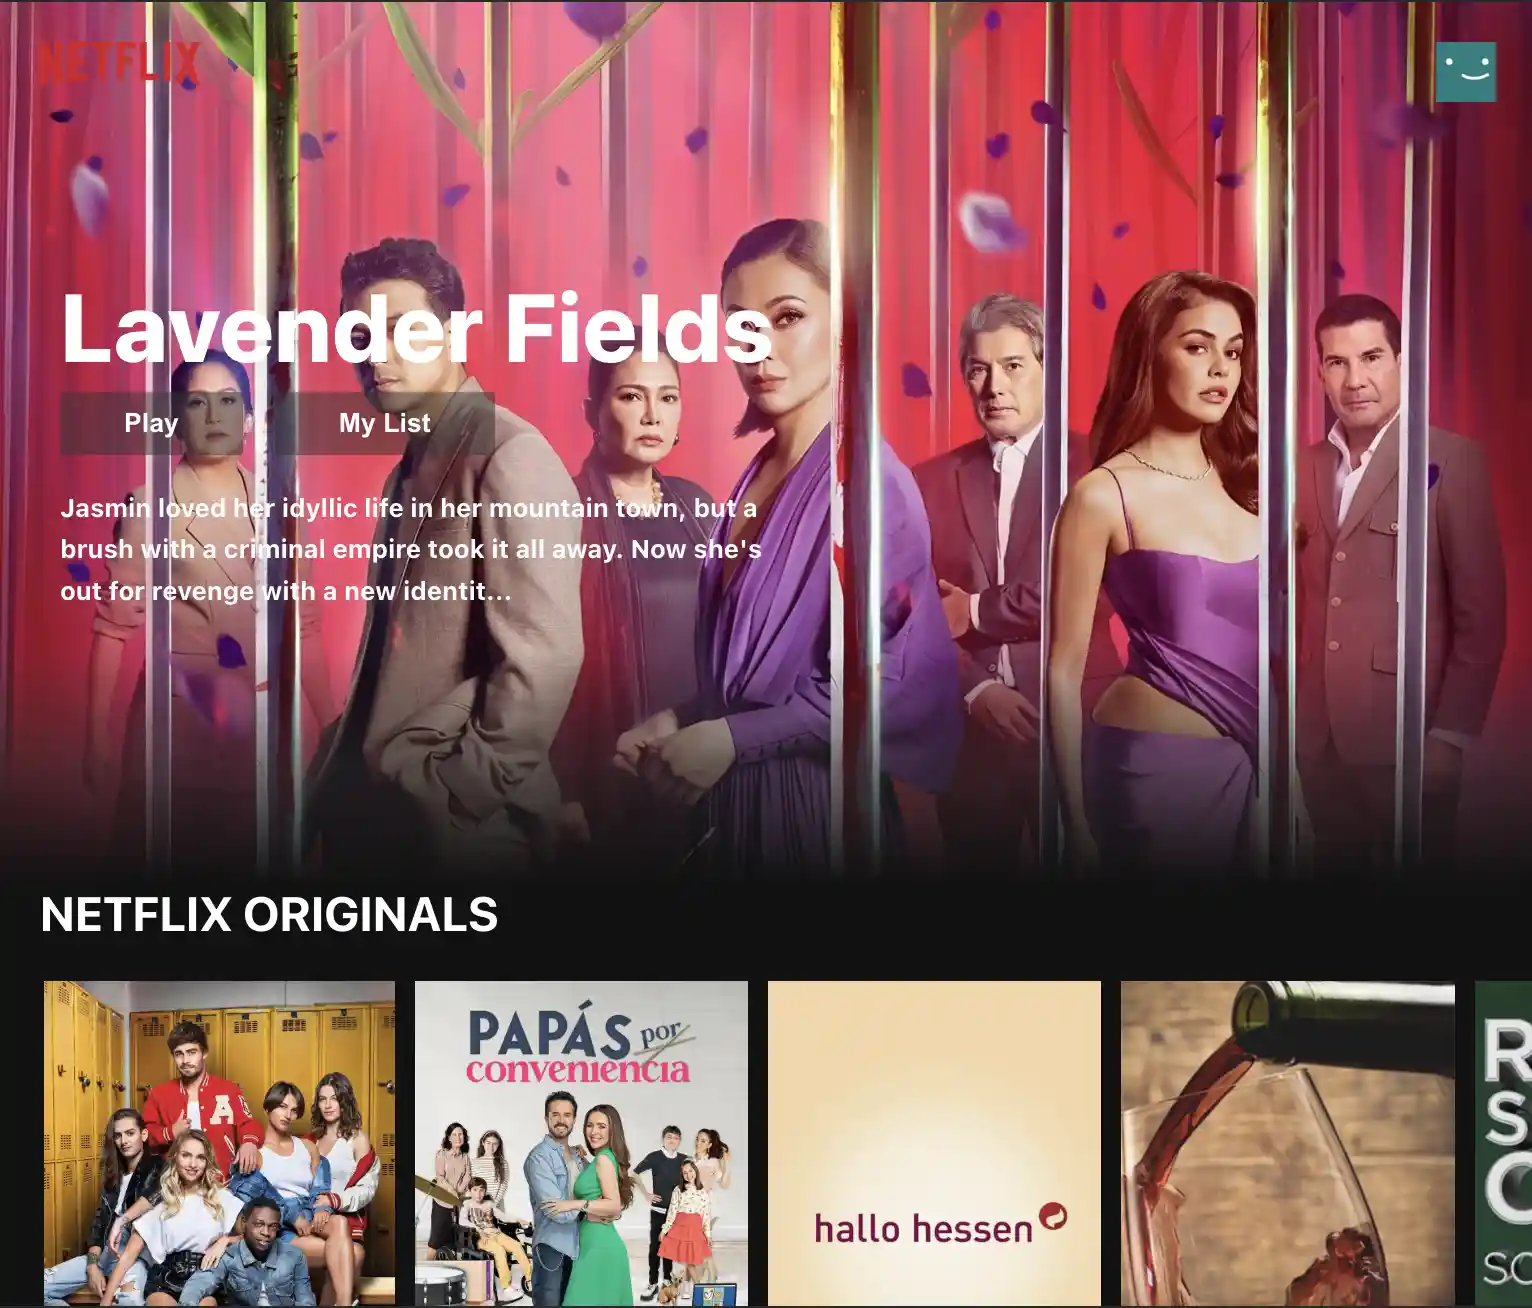 NETFLIX
Lavender Fields
Play
My List
Jasmin loved her idyllic life in her mountain town, but a
brush with a criminal empire took it all away. Now she's
out for revenge with a new identit...
NETFLIX ORIGINALS
A
PAPÁS por
conveniencia
hallo hessen